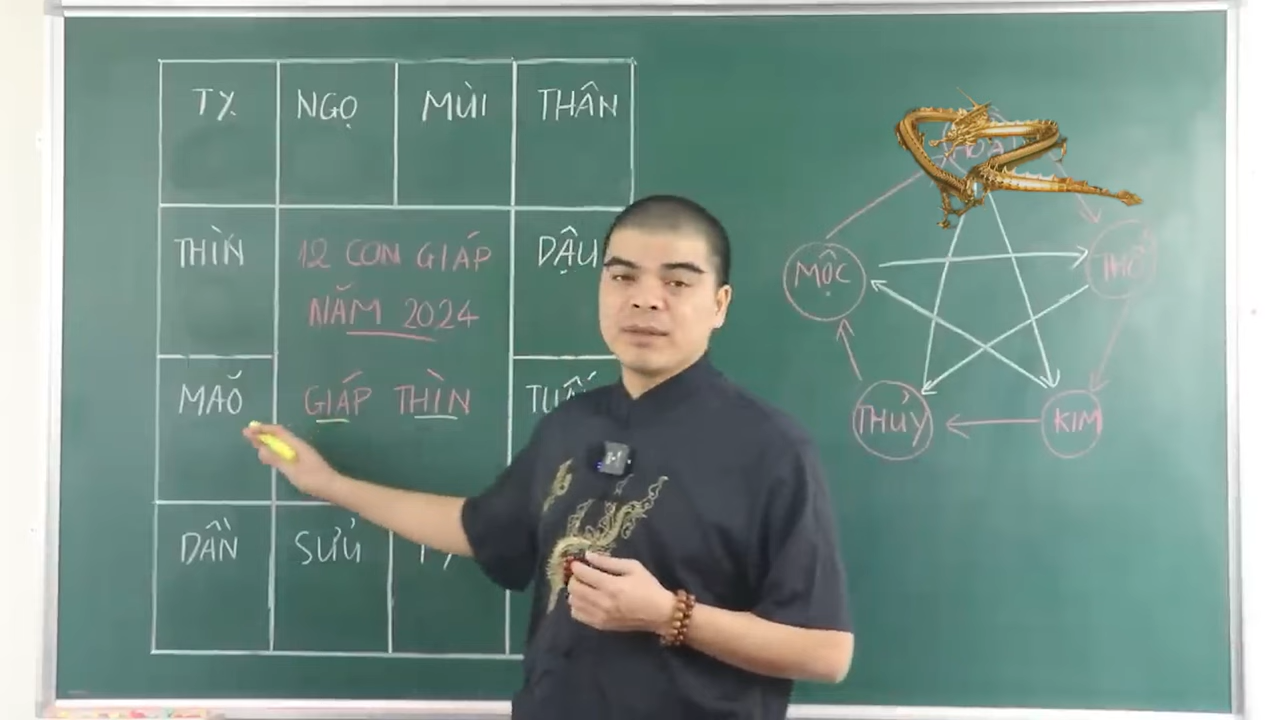 TỴ NGỌ MÙI THÂN
THÌN
12 CON GIÁP
DẬU
NĂM 2024
MÃO
GIÁP THÌN
DẦN SỬU
HỎA
MỘC
THỔ
THỦY
KIM